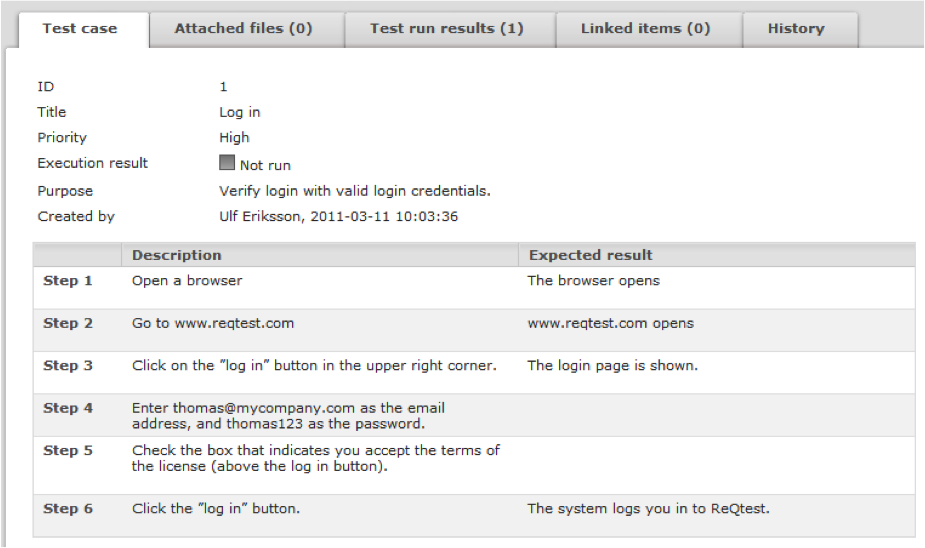 Test case Attached files (0) Test run results (1) Linked items (0) History
ID 1
Title Log in
Priority High
Execution result Not run
Purpose Verify login with valid login credentials.
Created by Ulf Eriksson, 2011-03-11 10:03:36
Description Expected result
Step 1 Open a browser The browser opens
Step 2 Go to www.reqtest.com www.reqtest.com opens
Step 3 Click on the ”log in” button in the upper right corner. The login page is shown.
Step 4 Enter thomas@mycompany.com as the email
address, and thomas123 as the password.
Step 5 Check the box that indicates you accept the terms of
the license (above the log in button).
Step 6 Click the ”log in” button. The system logs you in to ReQtest.